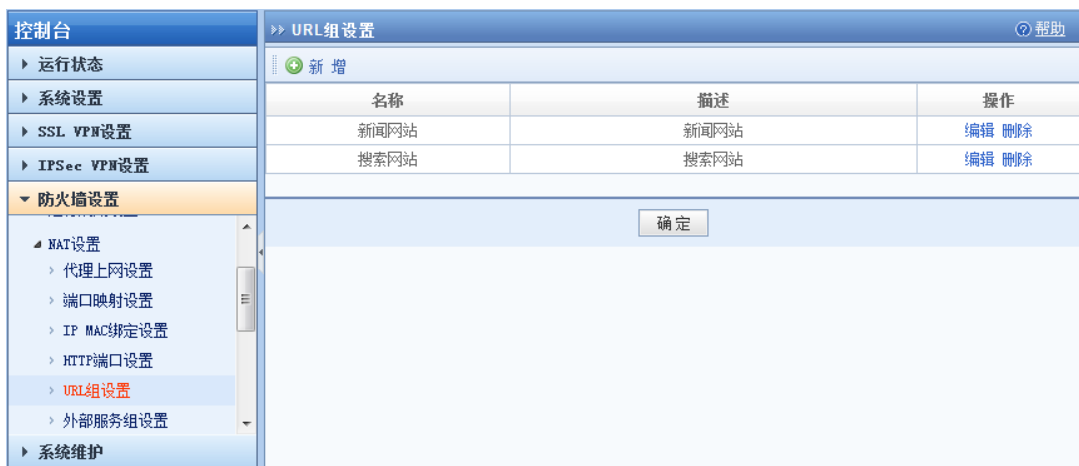 控制台
运行状态
系统设置
SSL VPN设置
IPSec VPN设置
防火墙设置
NAT设置
代理上网设置
端口映射设置
IP MAC绑定设置
HTTP端口设置
URL组设置
外部服务组设置
系统维护
URL组设置 帮助
新 增
名称 描述 操作
新闻网站 新闻网站 编辑 删除
搜索网站 搜索网站 编辑 删除
确定